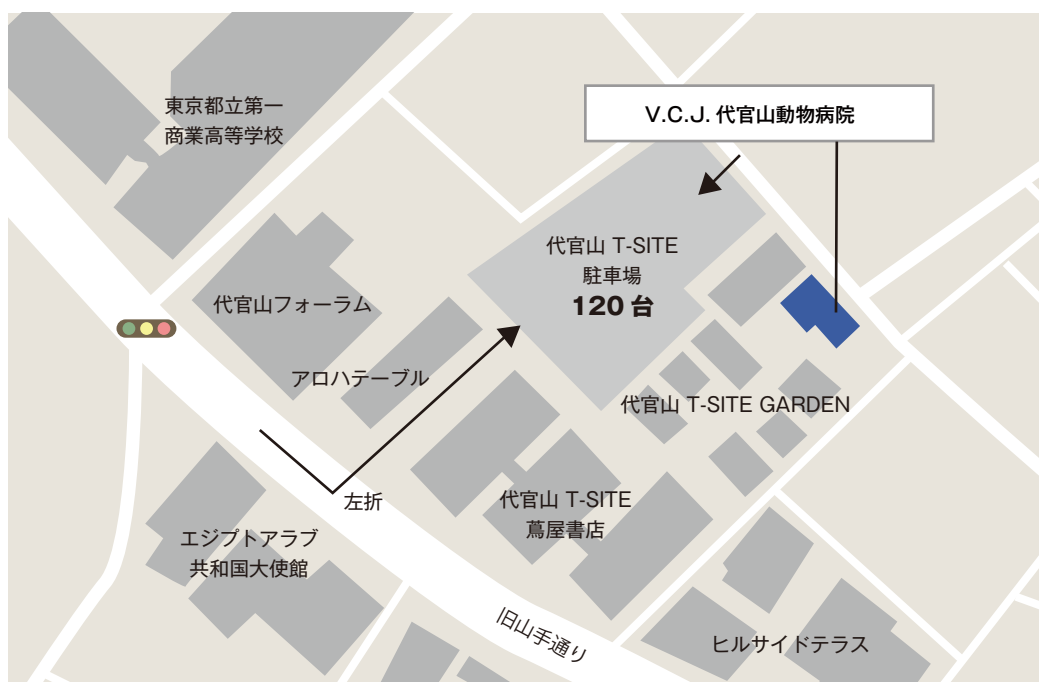 東京都立第一
商業高等学校
V.C.J. 代官山動物病院
代官山 T-SITE
駐車場
120 台
代官山フォーラム
アロハテーブル
代官山 T-SITE GARDEN
左折
代官山 T-SITE
蔦屋書店
エジプトアラブ
共和国大使館
旧山手通り
ヒルサイドテラス